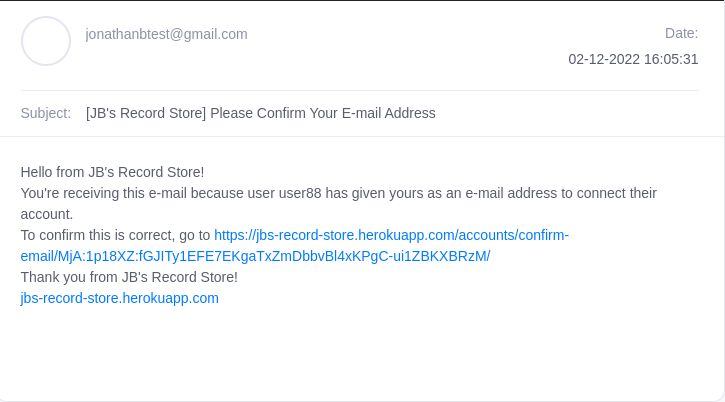 jonathanbtest@gmail.com
Date:
02-12-2022 16:05:31
Subject: [JB's Record Store] Please Confirm Your E-mail Address
Hello from JB's Record Store!
You're receiving this e-mail because user user88 has given yours as an e-mail address to connect their
account.
To confirm this is correct, go to https://jbs-record-store.herokuapp.com/accounts/confirm-
email/MjA:1p18XZ:fGJITy1EFE7EKgaTxZmDbbvBl4xKPgC-ui1ZBKXBRzM/
Thank you from JB's Record Store!
jbs-record-store.herokuapp.com